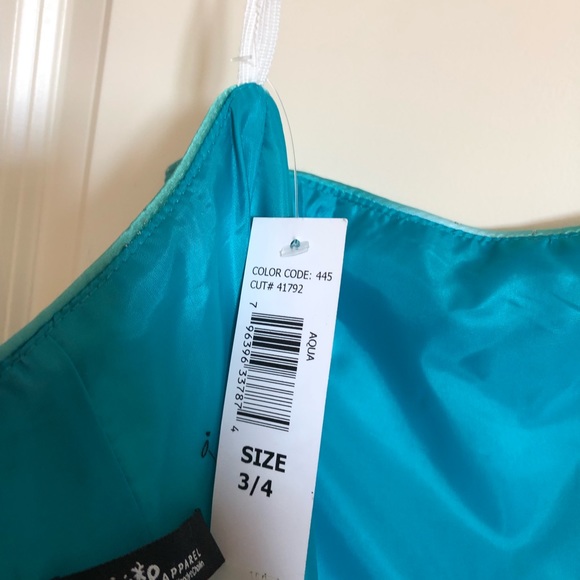 COLOR CODE: 445
CUT# 41792
AQUA
7 96396 33787 4
SIZE
3/4
APPAREL